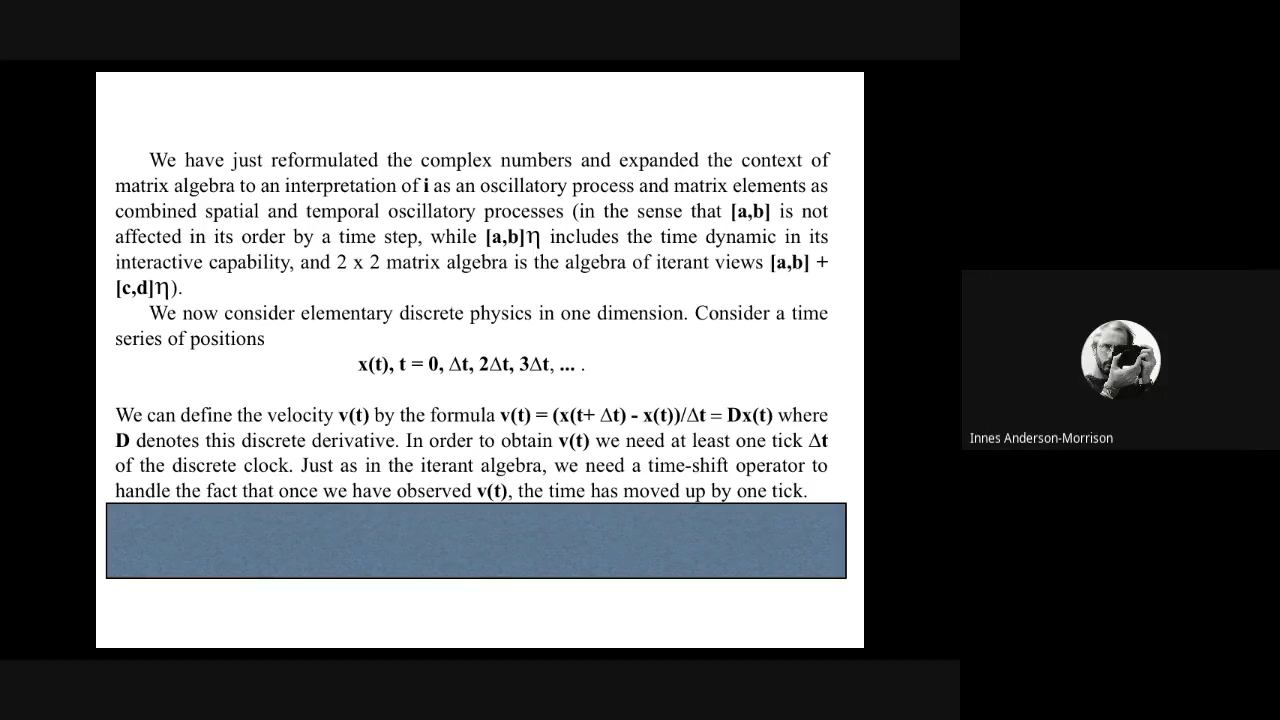 We have just reformulated the complex numbers and expanded the context of
matrix algebra to an interpretation of i as an oscillatory process and matrix elements as
combined spatial and temporal oscillatory processes (in the sense that [a,b] is not
affected in its order by a time step, while [a,b]η includes the time dynamic in its
interactive capability, and 2 x 2 matrix algebra is the algebra of iterant views [a,b] +
[c,d]η).
We now consider elementary discrete physics in one dimension. Consider a time
series of positions
x(t), t = 0, Δt, 2Δt, 3Δt, ... .
We can define the velocity v(t) by the formula v(t) = (x(t+ Δt) - x(t))/Δt = Dx(t) where
D denotes this discrete derivative. In order to obtain v(t) we need at least one tick Δt
of the discrete clock. Just as in the iterant algebra, we need a time-shift operator to
handle the fact that once we have observed v(t), the time has moved up by one tick.
Innes Anderson-Morrison